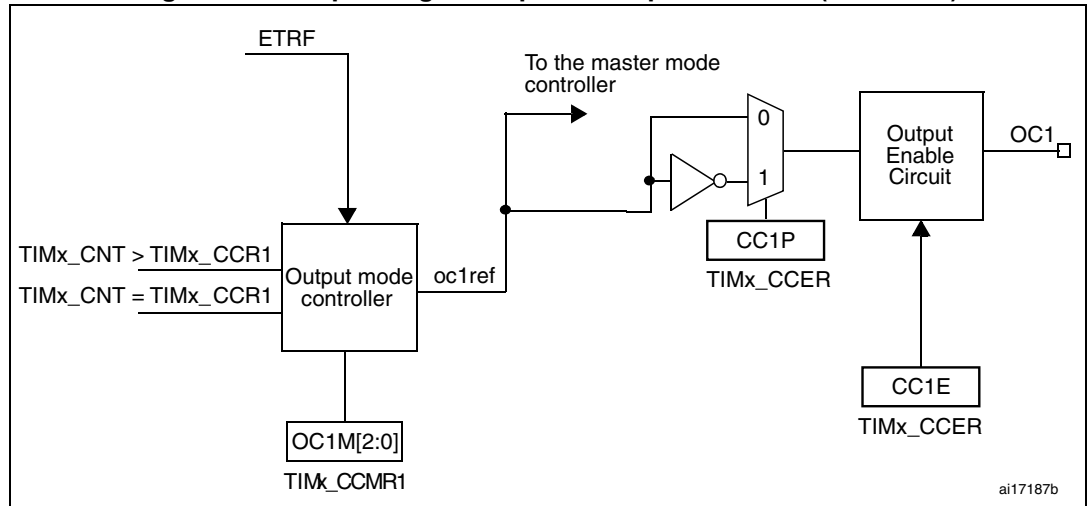 ETRF
To the master mode
controller
0
1
Output
Enable
Circuit
OC1
CC1P
TIMx_CCER
TIMx_CNT > TIMx_CCR1
TIMx_CNT = TIMx_CCR1
Output mode
controller
oc1ref
CC1E
TIMx_CCER
OC1M[2:0]
TIMx_CCMR1
ai17187b